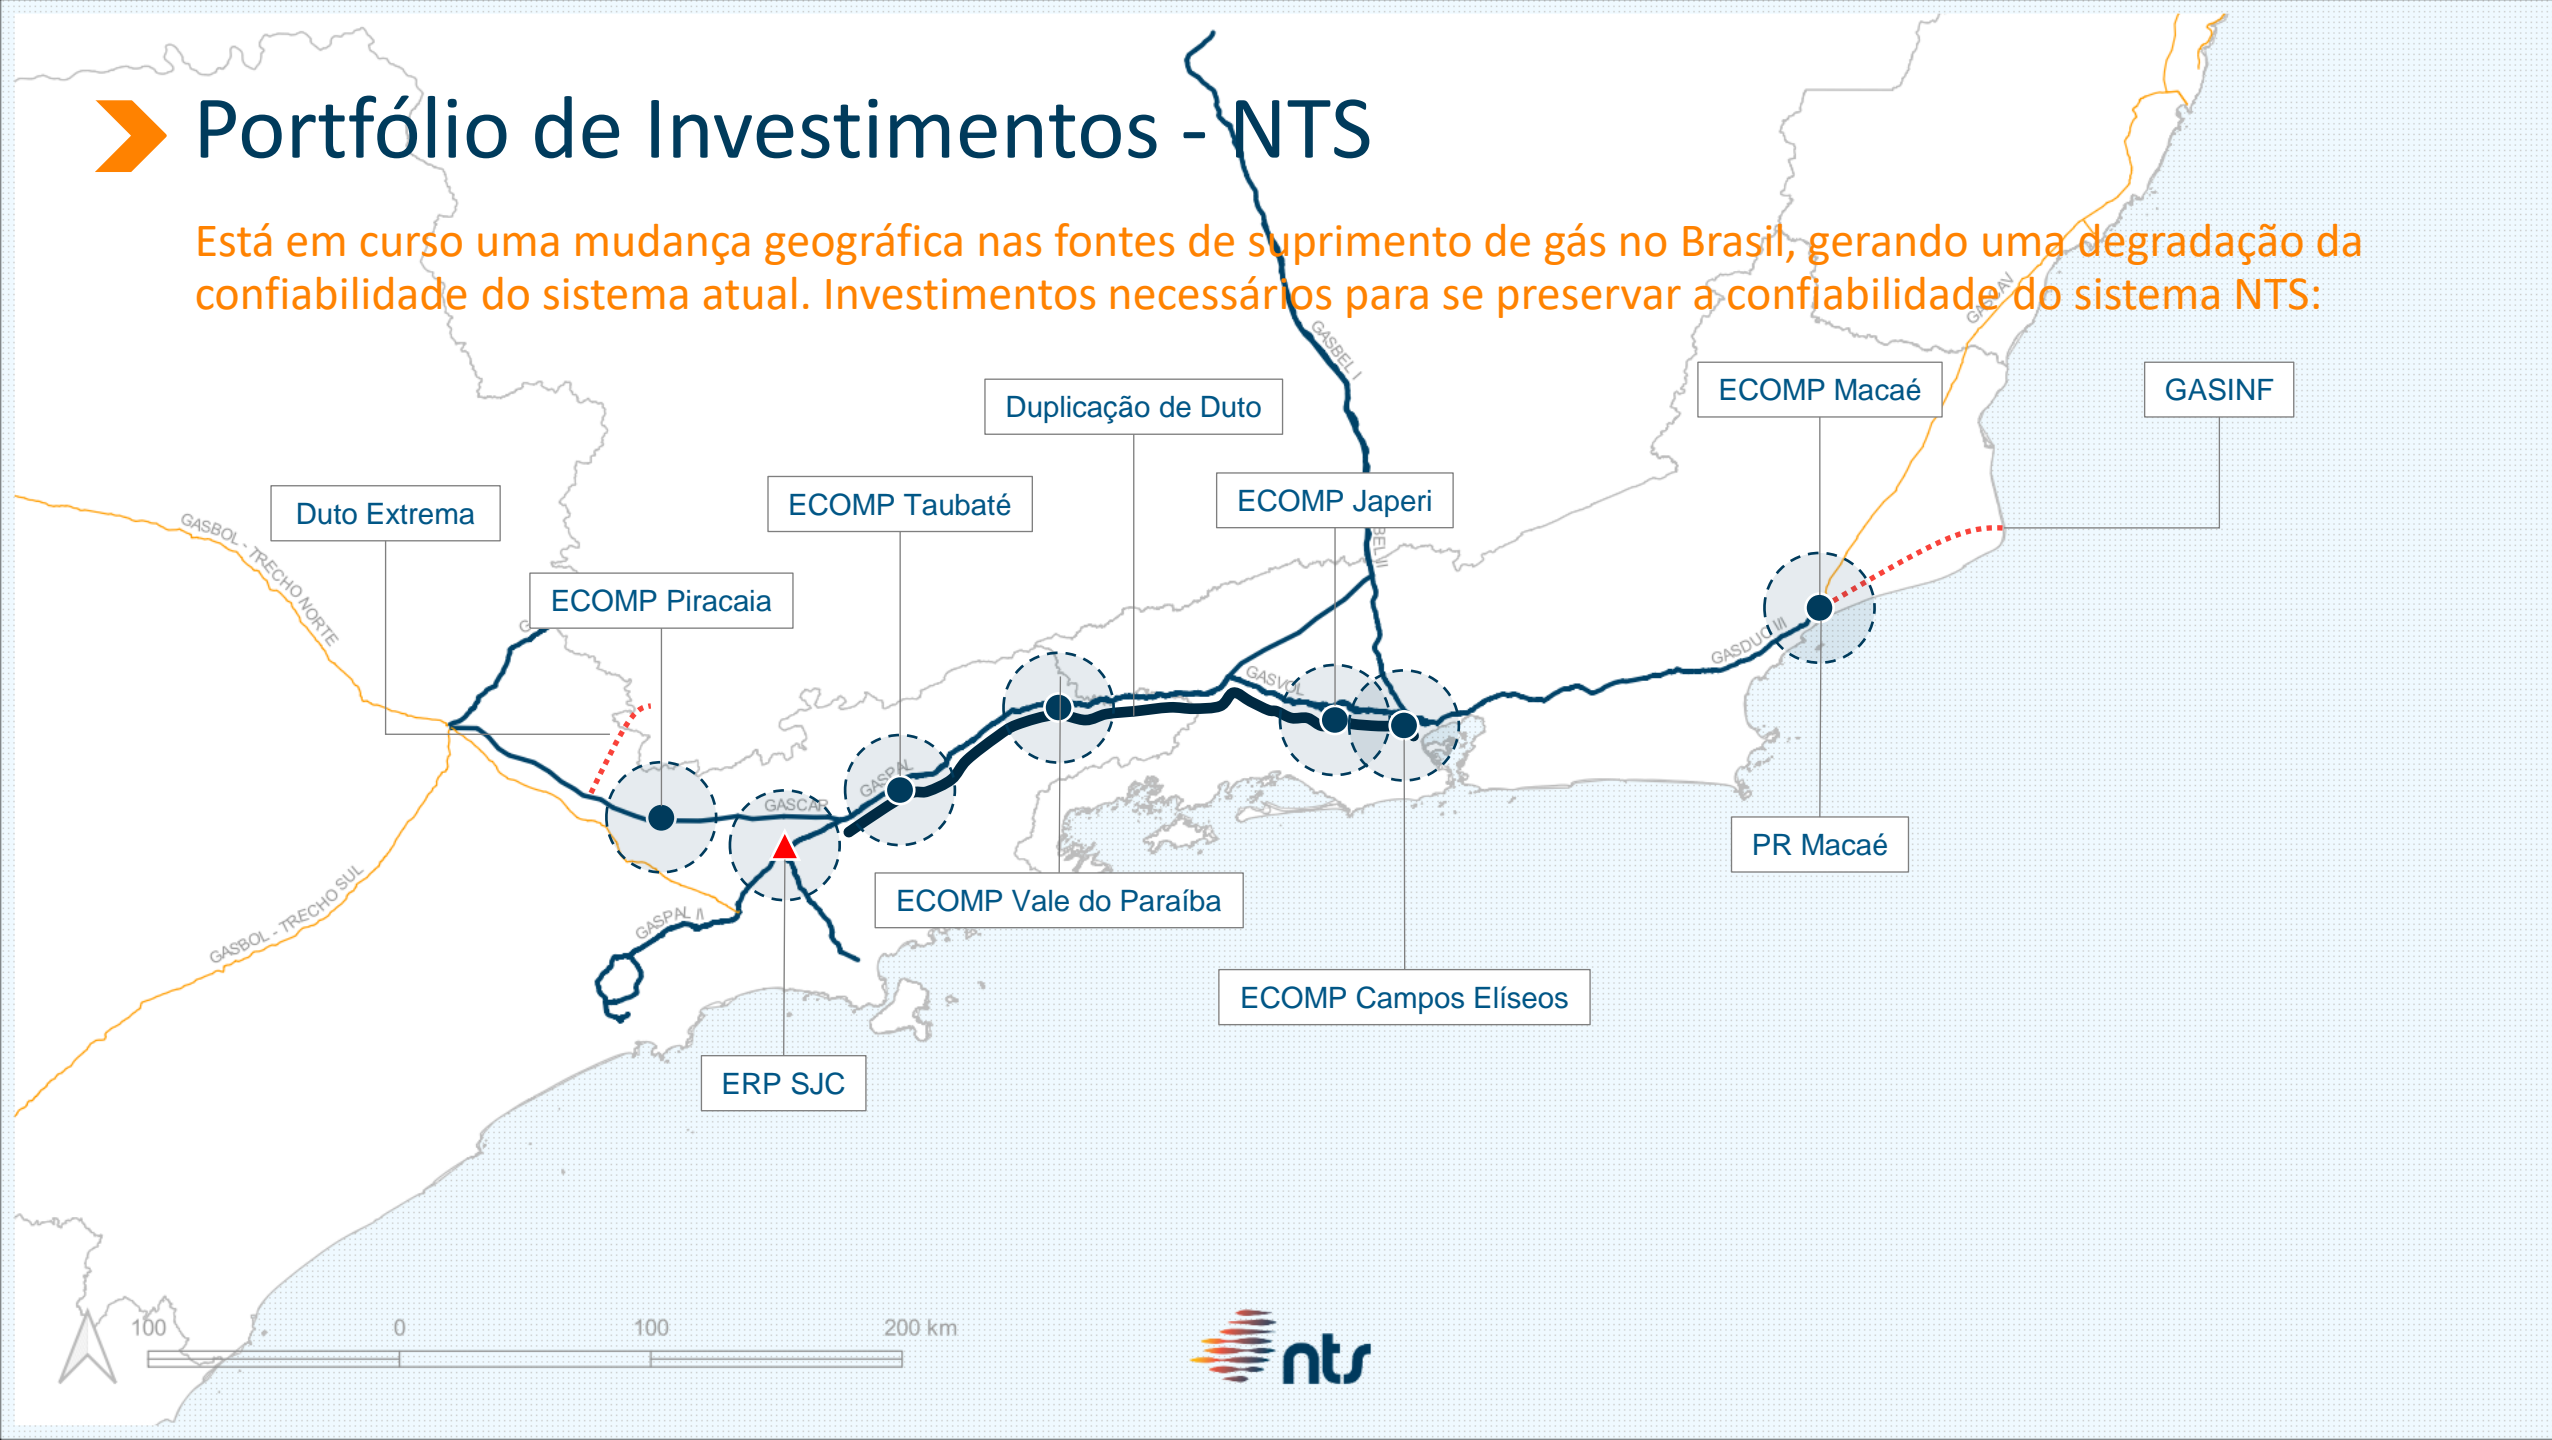 Portfólio de Investimentos - NTS
Está em curso uma mudança geográfica nas fontes de suprimento de gás no Brasil, gerando uma degradação da
confiabilidade do sistema atual. Investimentos necessários para se preservar a confiabilidade do sistema NTS:
GASCAV
GASBEL I
ECOMP Macaé
GASINF
Duplicação de Duto
ECOMP Japeri
ECOMP Taubaté
Duto Extrema
GASBOL - TRECHO NORTE
ECOMP Piracaia
GASDUC I/I
GASVOL
GASPAL
GASCAR
PR Macaé
ECOMP Vale do Paraíba
GASPAL I/I
GASBOL - TRECHO SUL
ECOMP Campos Elíseos
ERP SJC
100 0 100 200 km
nts